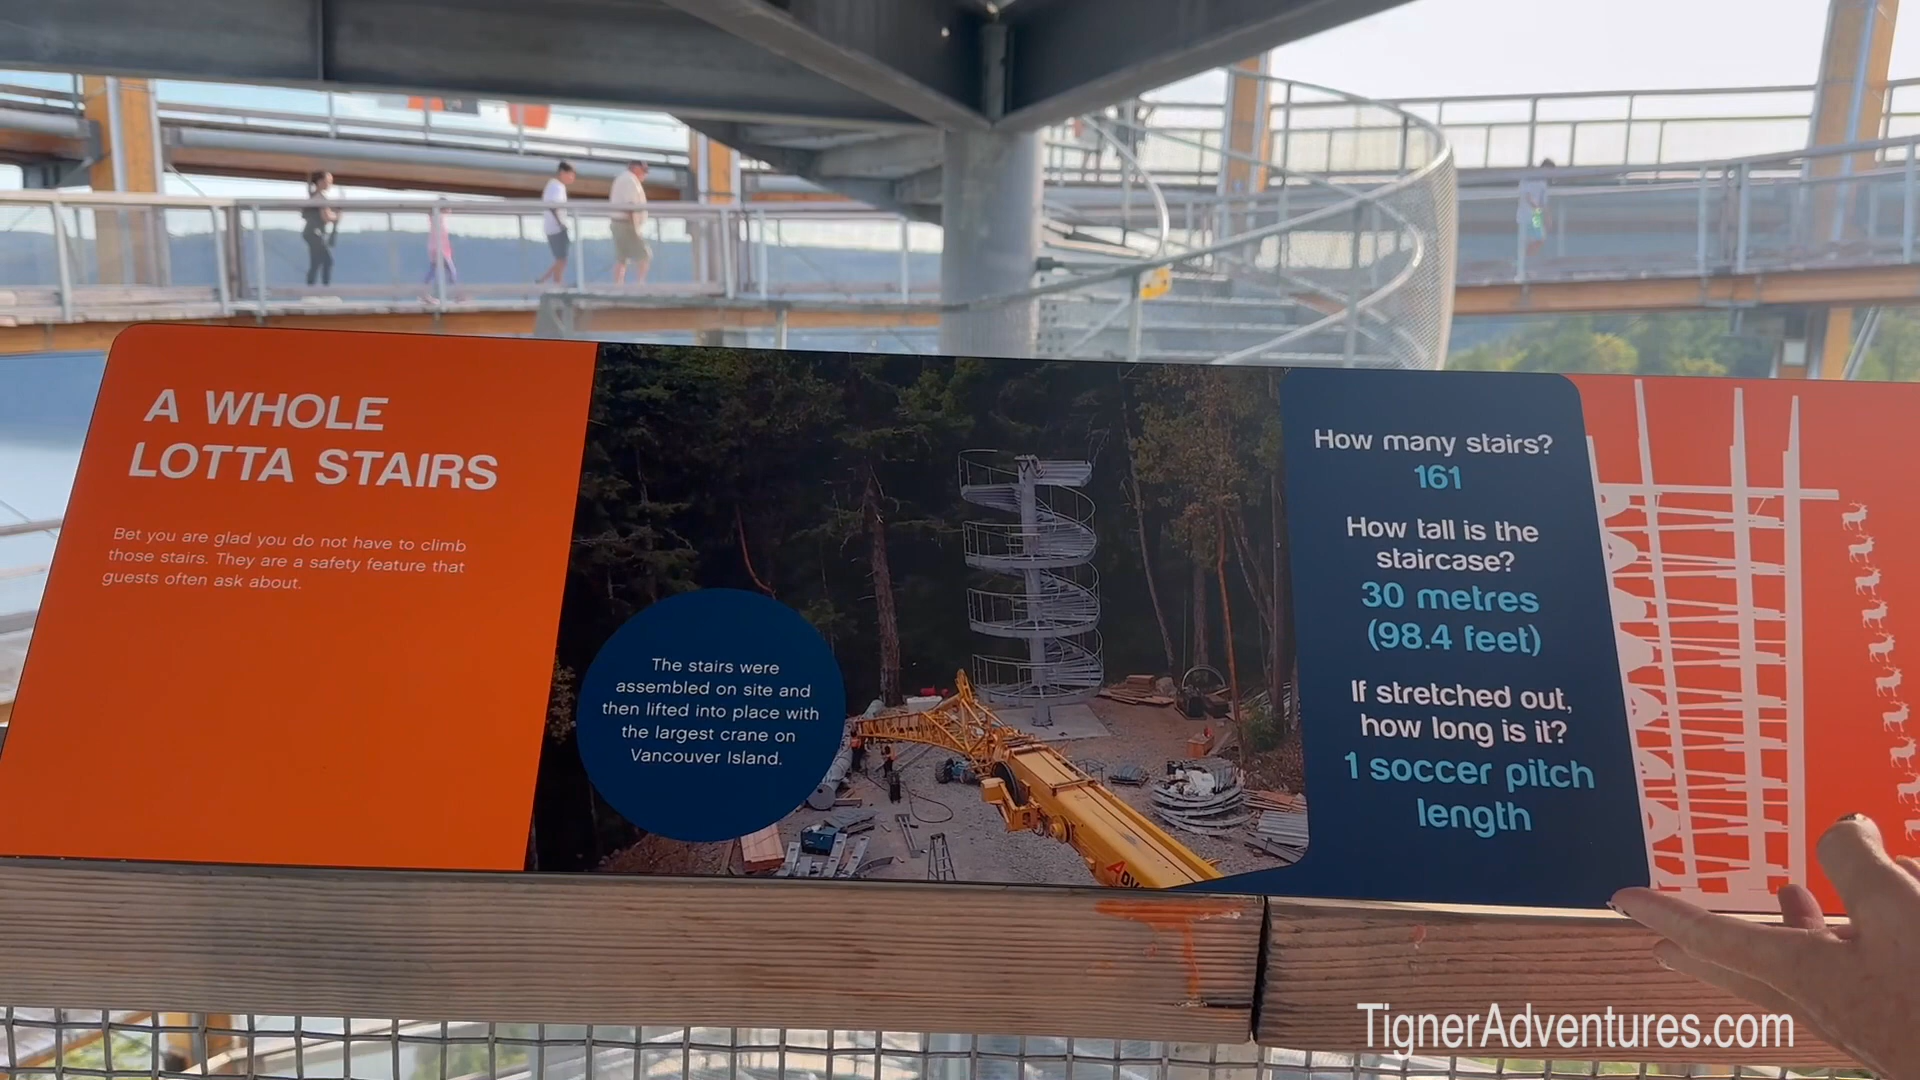 A WHOLE
LOTTA STAIRS
Bet you are glad you do not have to climb
those stairs. They are a safety feature that
guests often ask about.
The stairs were
assembled on site and
then lifted into place with
the largest crane on
Vancouver Island.
How many stairs?
161
How tall is the
staircase?
30 metres
(98.4 feet)
If stretched out,
how long is it?
1 soccer pitch
length
TignerAdventures.com